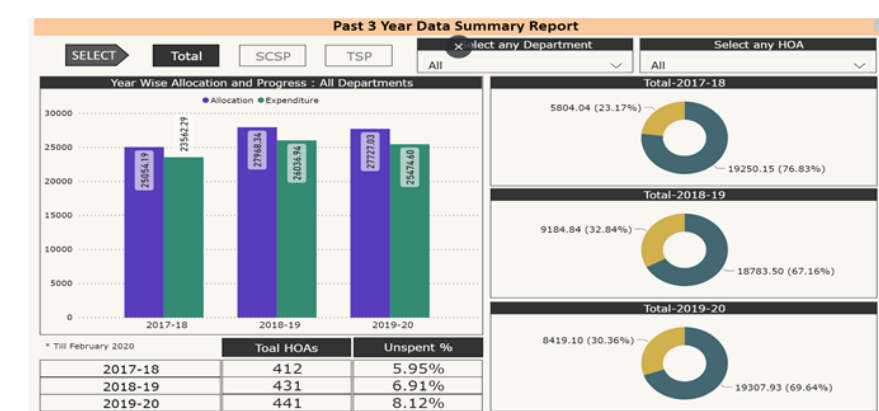 Past 3 Year Data Summary Report
SELECT Total SCSP TSP
lect any Department
All
Select any HOA
All
Year Wise Allocation and Progress : All Departments
Allocation Expenditure
30000
25000
20000
15000
10000
5000
0
25054.19
23562.29
27968.34
26036.94
27727.03
25474.60
2017-18 2018-19 2019-20
Total-2017-18
5804.04 (23.17%)
19250.15 (76.83%)
Total-2018-19
9184.84 (32.84%)
18783.50 (67.16%)
Total-2019-20
8419.10 (30.36%)
19307.93 (69.64%)
* Till February 2020
Toal HOAs Unspent %
2017-18 412 5.95%
2018-19 431 6.91%
2019-20 441 8.12%